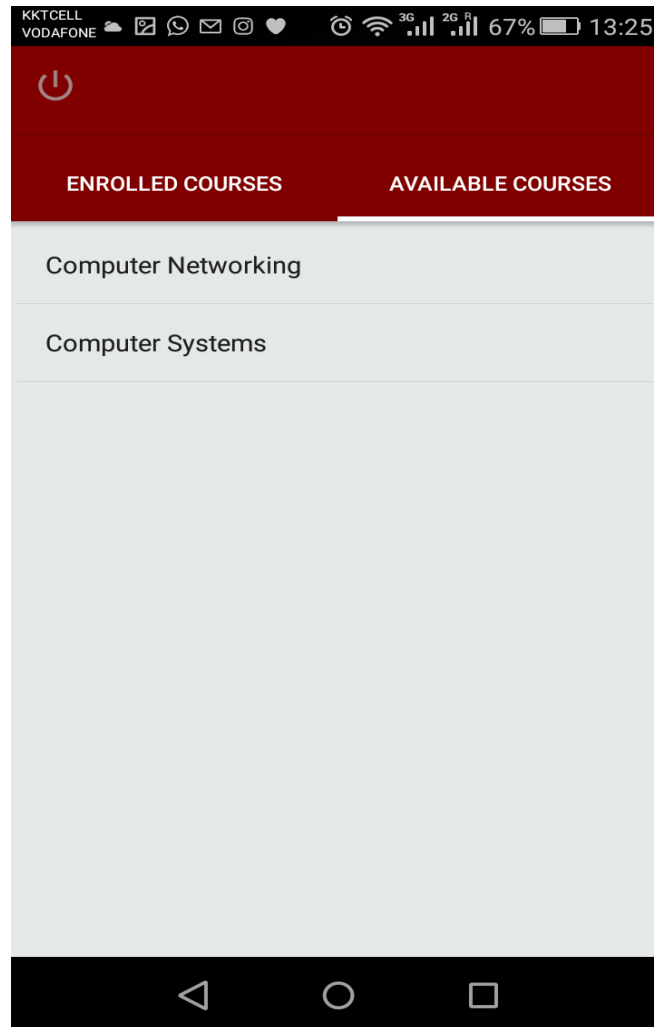 KKTCELL
VODAFONE
3G 2G R 67% 13:25
ENROLLED COURSES AVAILABLE COURSES
Computer Networking
Computer Systems